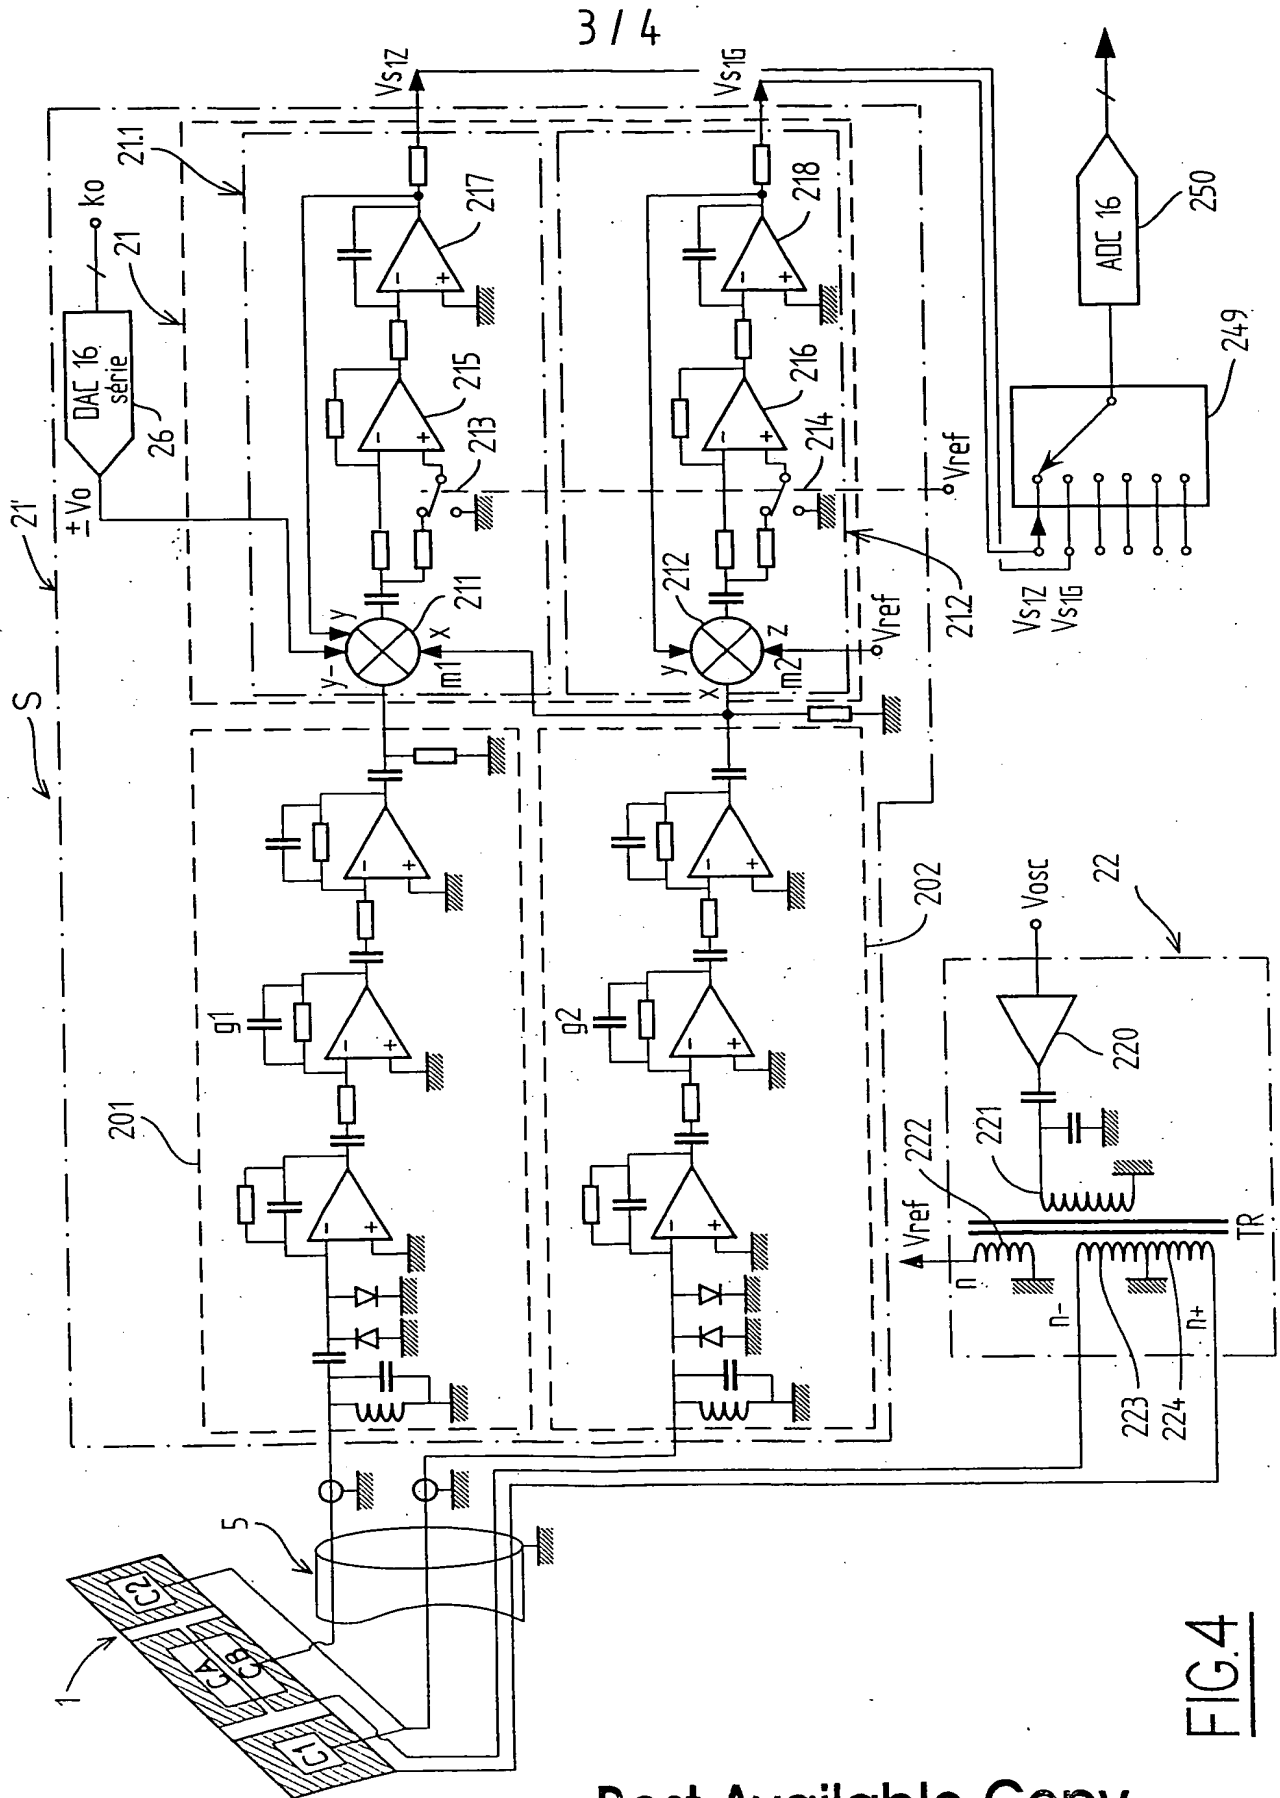 3 / 4
S
21'
± Vo
DAC 16
série
26
ko
21
21.1
Vs1Z
Vs1G
201
g1
y-
y
211
x
m1
213
215
217
g2
x
y
212
z
m2
214
216
218
Vref
Vref
21.2
202
1
C2
CA
CB
C1
5
Vref
n
222
221
n-
n+
223
224
TR
220
Vosc
22
Vs1Z
Vs1G
249
ADC 16
250
FIG.4
Best Available Copy